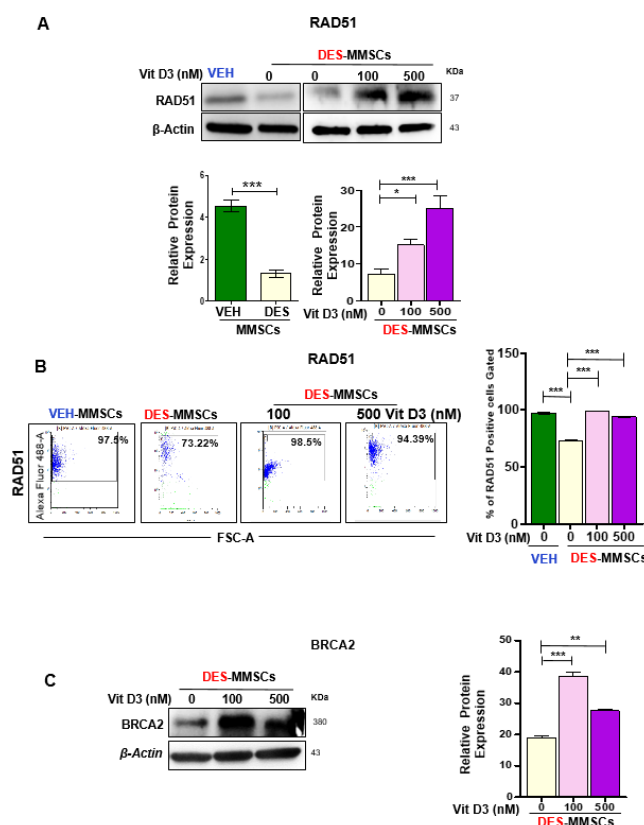 A
RAD51
DES-MMSCs
Vit D3 (nM) VEH 0 0 100 500 KDa
RAD51 37
β-Actin 43
Relative Protein Expression
6
4
2
0
***
VEH DES
MMSCs
Relative Protein Expression
30
20
10
0
***
*
Vit D3 (nM) 0 100 500
DES-MMSCs
B
RAD51
DES-MMSCs
VEH-MMSCs DES-MMSCs 100 500 Vit D3 (nM)
RAD51
Alexa Fluor 488-A
97.5%
73.22%
98.5%
94.39%
FSC-A
% of RAD51 Positive cells Gated
100
50
0
***
***
***
Vit D3 (nM) 0 0 100 500
VEH DES-MMSCs
BRCA2
C
DES-MMSCs
Vit D3 (nM) 0 100 500 KDa
BRCA2 380
β-Actin 43
Relative Protein Expression
40
30
20
10
0
**
***
Vit D3 (nM) 0 100 500
DES-MMSCs